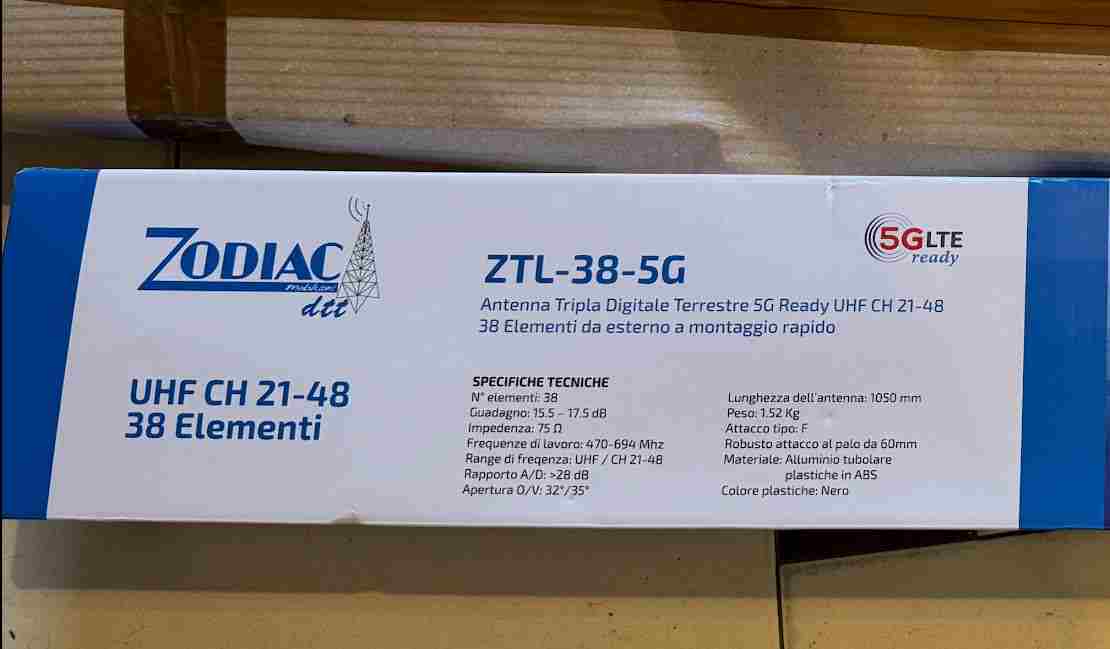 ZODIAC
dtt
UHF CH 21-48
38 Elementi
5G LTE
ready
ZTL-38-5G
Antenna Tripla Digitale Terrestre 5G Ready UHF CH 21-48
38 Elementi da esterno a montaggio rapido
SPECIFICHE TECNICHE
N° elementi: 38
Guadagno: 15.5 – 17.5 dB
Impedenza: 75 Ω
Frequenze di lavoro: 470-694 Mhz
Range di freqenza: UHF / CH 21-48
Rapporto A/D: >28 dB
Apertura O/V: 32°/35°
Lunghezza dell'antenna: 1050 mm
Peso: 1.52 Kg
Attacco tipo: F
Robusto attacco al palo da 60mm
Materiale: Alluminio tubolare
plastiche in ABS
Colore plastiche: Nero